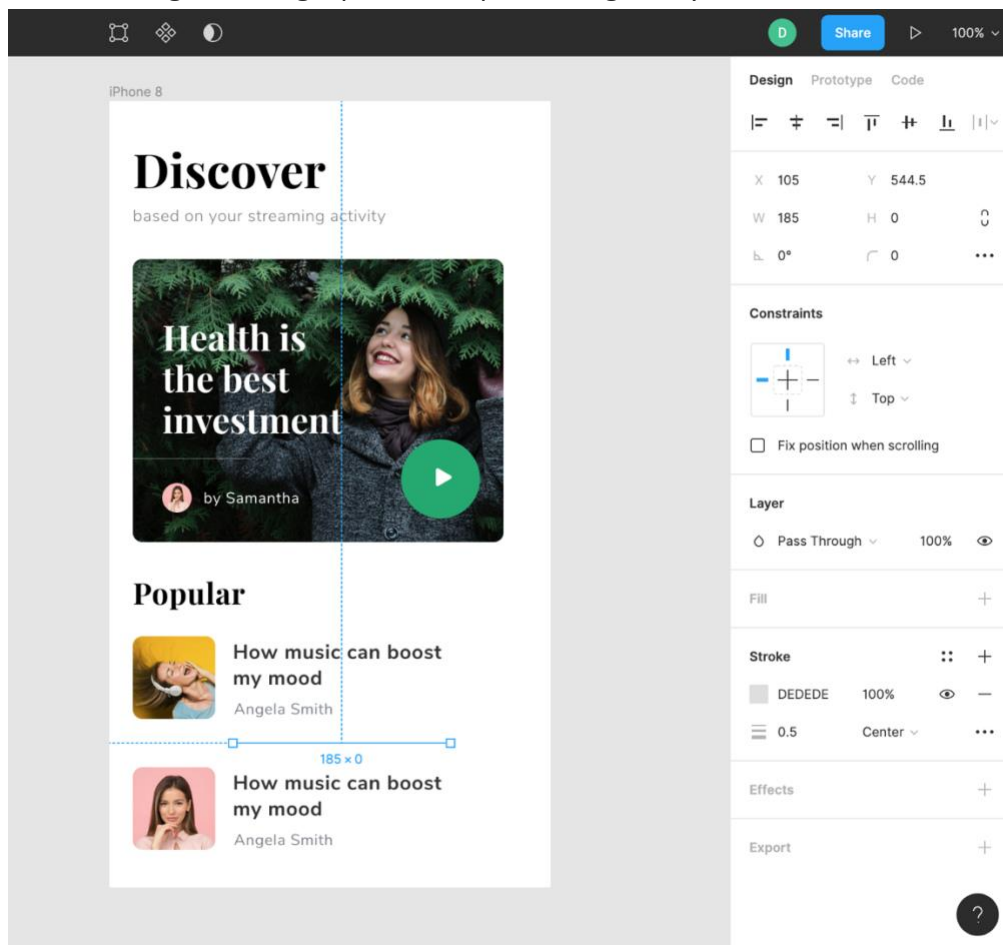 D Share 100%
Design Prototype Code
iPhone 8
X 105 Y 544.5
W 185 H 0
0° 0
Discover
based on your streaming activity
Health is
the best
investment
by Samantha
Popular
How music can boost
my mood
Angela Smith
185 × 0
How music can boost
my mood
Angela Smith
Constraints
Left
Top
Fix position when scrolling
Layer
Pass Through 100%
Fill
Stroke
DEDEDE 100%
0.5 Center
Effects
Export
?